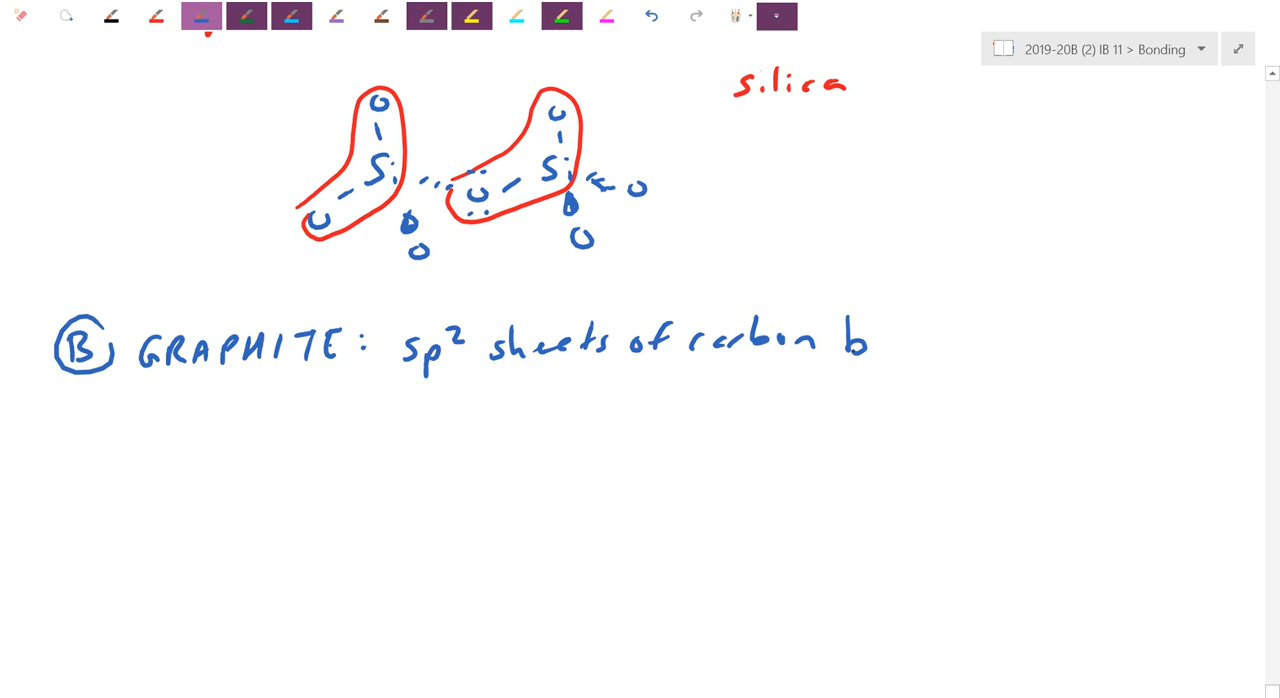 2019-20B (2) IB 11 > Bonding
silica
O O
Si Si
O O O
O O
B) GRAPHITE: sp² sheets of carbon b